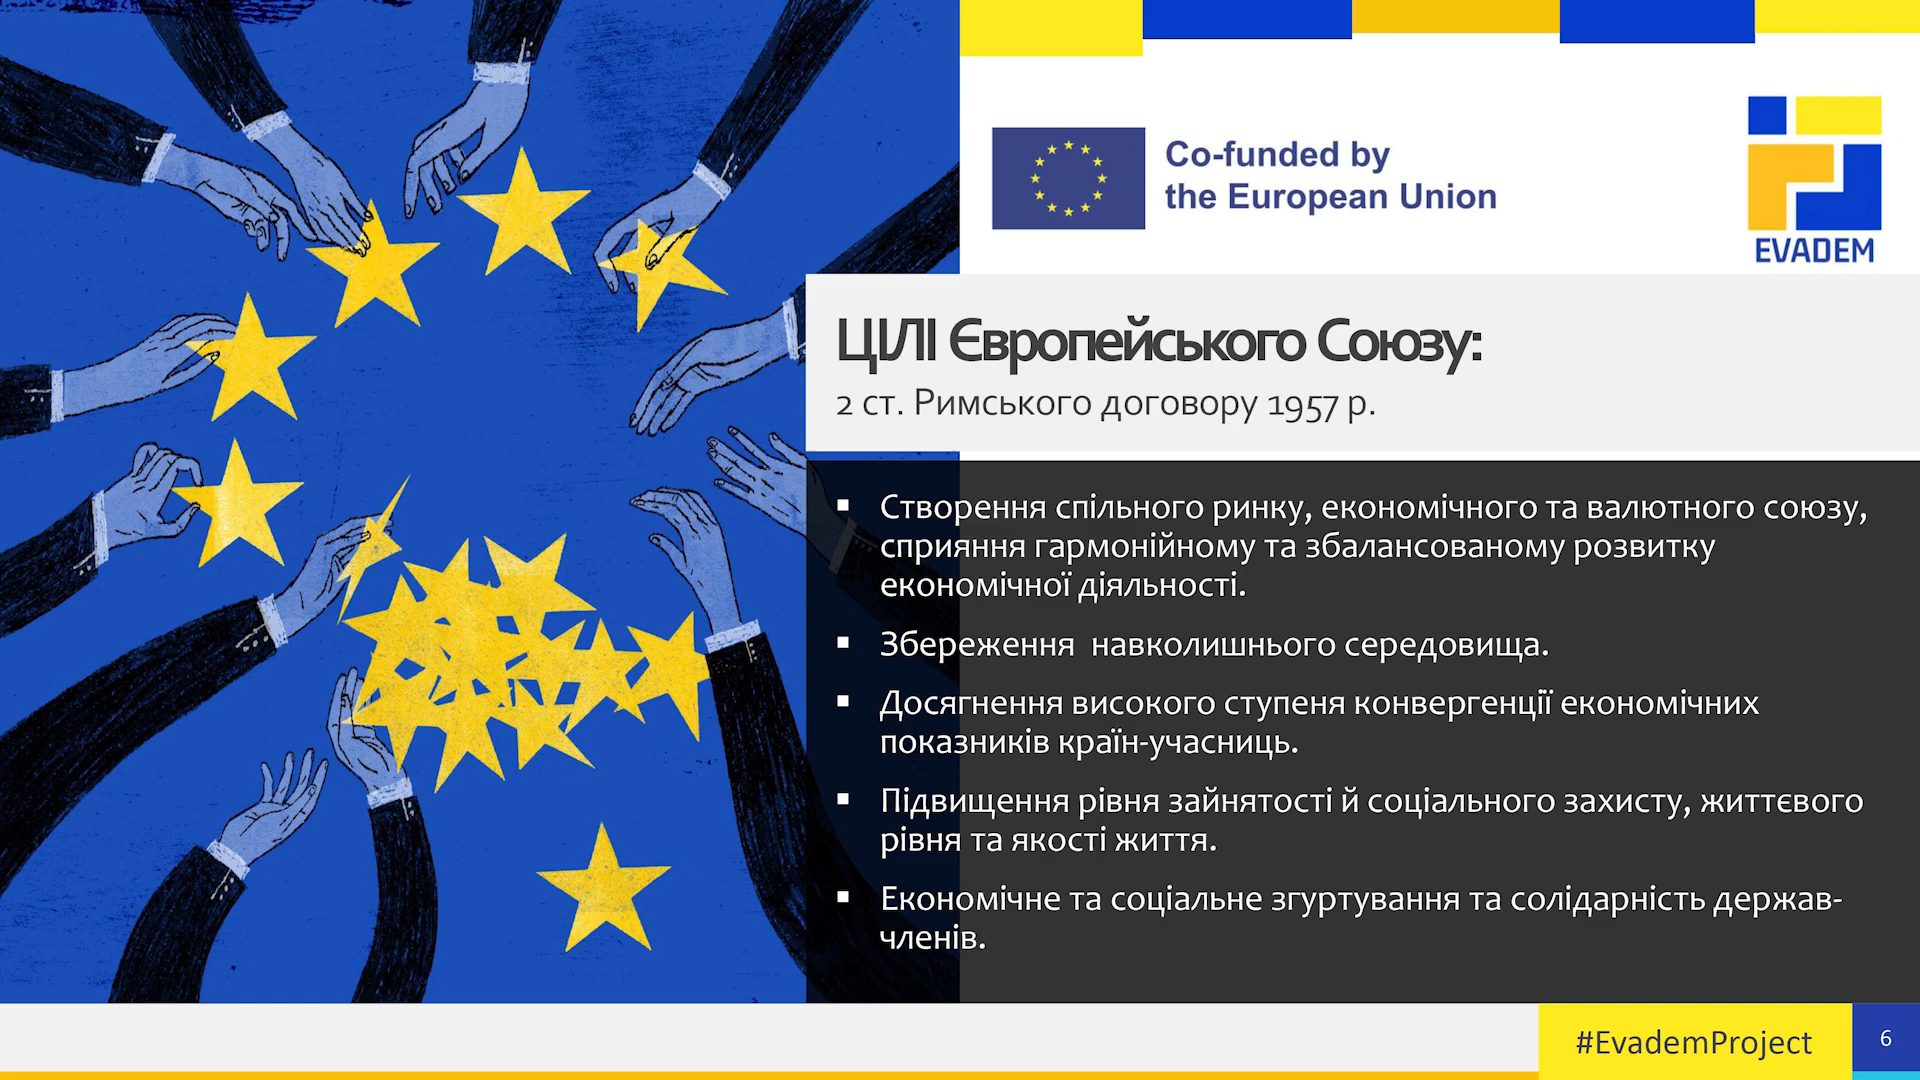 Co-funded by
the European Union
EVADEM
ЦІЛІ Європейського Союзу:
2 ст. Римського договору 1957 р.
▪ Створення спільного ринку, економічного та валютного союзу,
сприяння гармонійному та збалансованому розвитку
економічної діяльності.
▪ Збереження навколишнього середовища.
▪ Досягнення високого ступеня конвергенції економічних
показників країн-учасниць.
▪ Підвищення рівня зайнятості й соціального захисту, життєвого
рівня та якості життя.
▪ Економічне та соціальне згуртування та солідарність держав-
членів.
#EvademProject
6